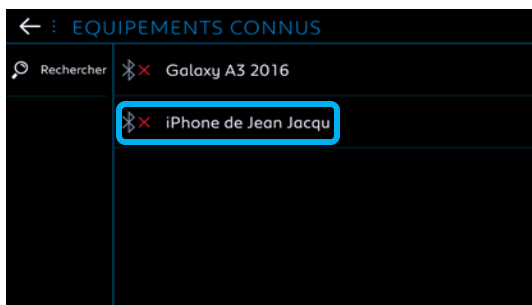 EQUIPEMENTS CONNUS
Rechercher
Galaxy A3 2016
iPhone de Jean Jacqu